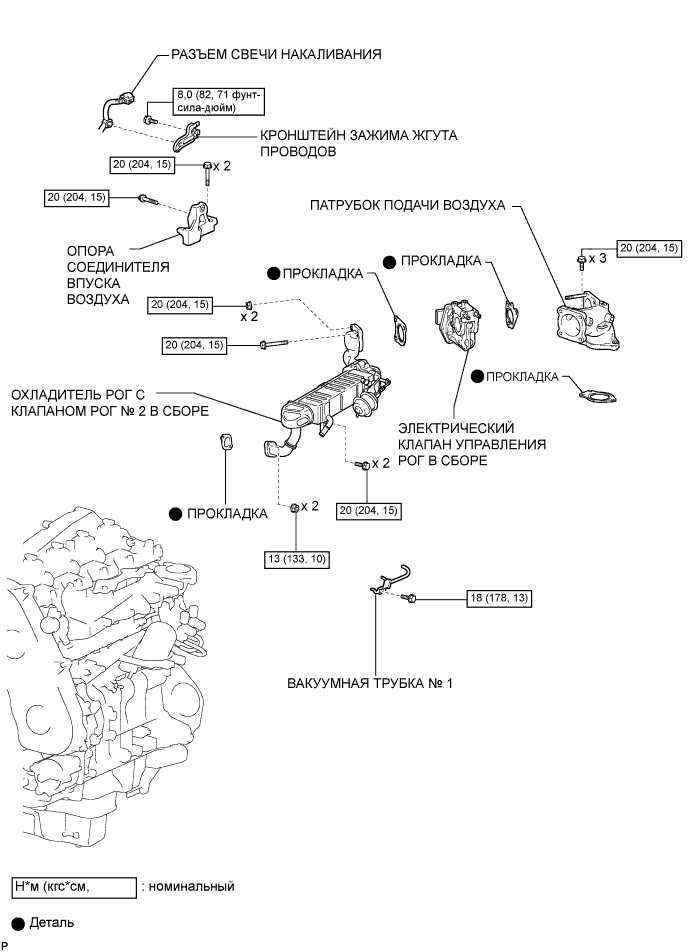 РАЗЪЕМ СВЕЧИ НАКАЛИВАНИЯ
8,0 (82, 71 фунт-
сила-дюйм)
КРОНШТЕЙН ЗАЖИМА ЖГУТА
ПРОВОДОВ
20 (204, 15)
x 2
20 (204, 15)
ПАТРУБОК ПОДАЧИ ВОЗДУХА
ОПОРА
СОЕДИНИТЕЛЯ
ВПУСКА
ВОЗДУХА
20 (204, 15)
x 3
ПРОКЛАДКА
ПРОКЛАДКА
20 (204, 15)
x 2
20 (204, 15)
ПРОКЛАДКА
ОХЛАДИТЕЛЬ РОГ С
КЛАПАНОМ РОГ № 2 В СБОРЕ
ЭЛЕКТРИЧЕСКИЙ
КЛАПАН УПРАВЛЕНИЯ
РОГ В СБОРЕ
x 2
20 (204, 15)
ПРОКЛАДКА
x 2
13 (133, 10)
18 (178, 13)
ВАКУУМНАЯ ТРУБКА № 1
Н*м (кгс*см,
: номинальный
Деталь
P